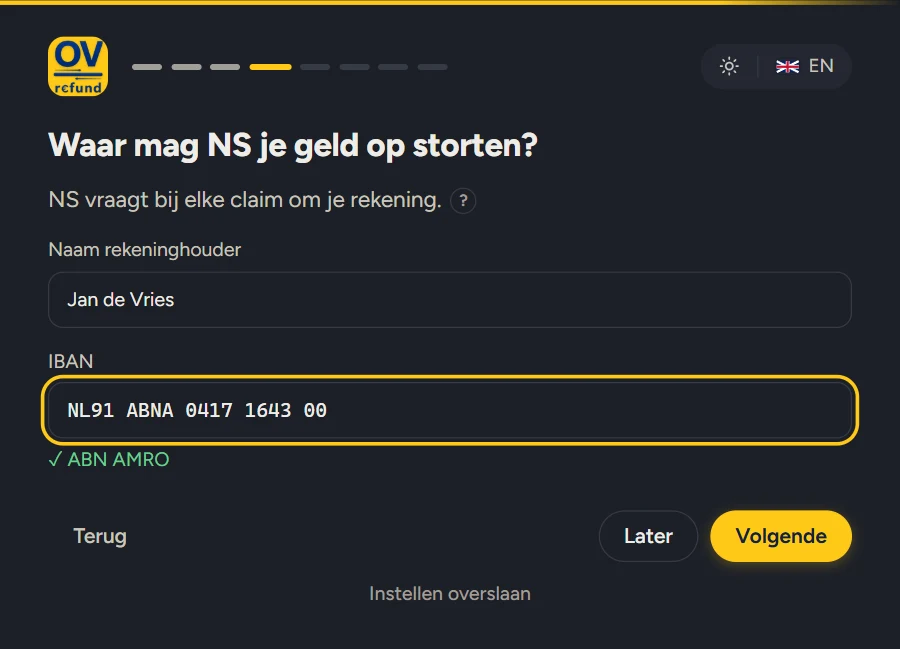 OV
refund
EN
Waar mag NS je geld op storten?
NS vraagt bij elke claim om je rekening. ?
Naam rekeninghouder
Jan de Vries
IBAN
NL91 ABNA 0417 1643 00
✓ ABN AMRO
Terug
Later
Volgende
Instellen overslaan